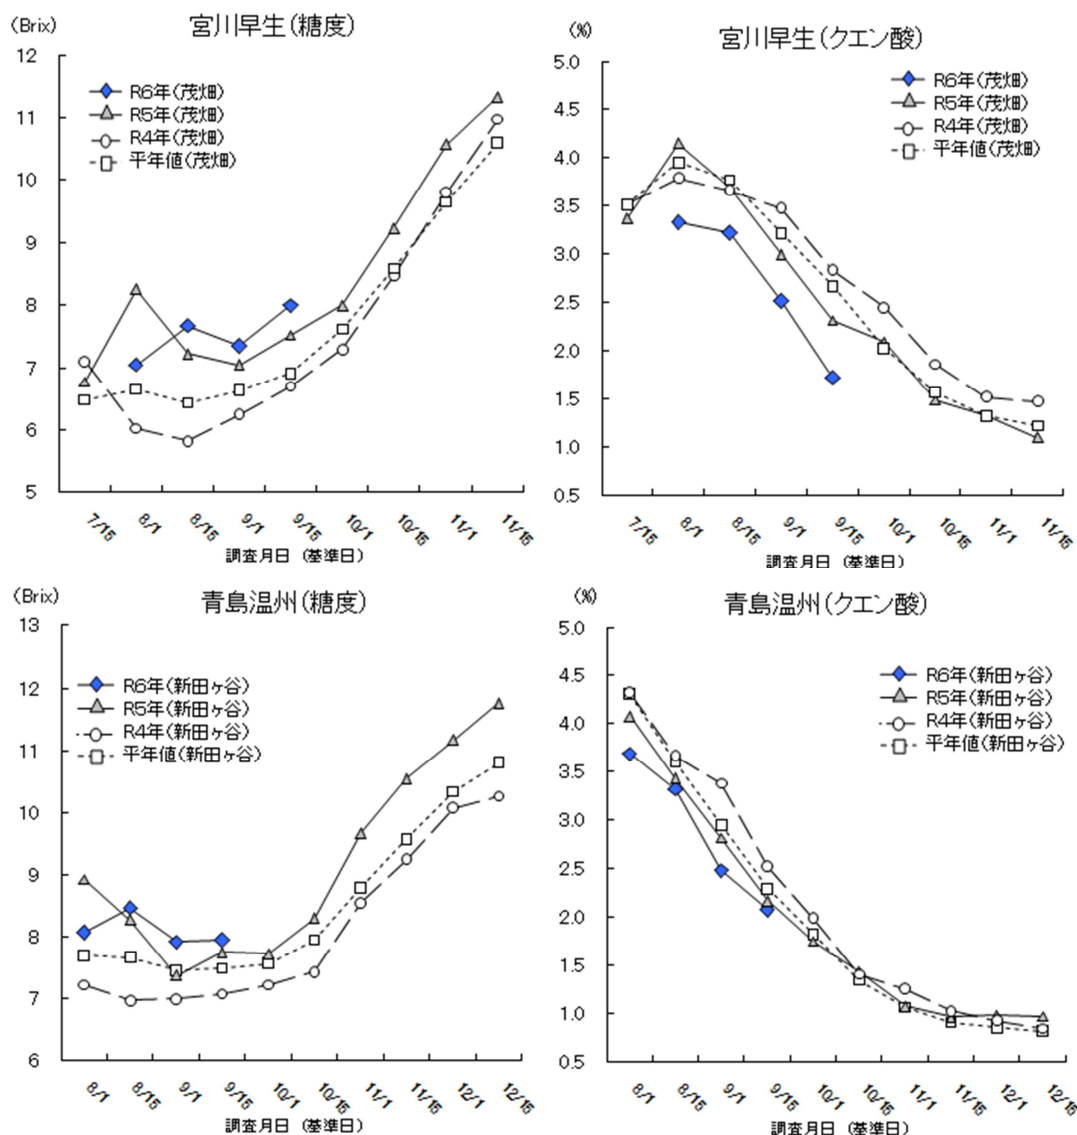 宮川早生(糖度)
(Brix)
12
11
10
9
8
7
6
5
R6年(茂畑)
R5年(茂畑)
R4年(茂畑)
平年値(茂畑)
7/15
8/1
8/15
9/1
9/15
10/1
10/15
11/1
11/15
調査月日 (基準日)
宮川早生(クエン酸)
(%)
5.0
4.5
4.0
3.5
3.0
2.5
2.0
1.5
1.0
0.5
R6年(茂畑)
R5年(茂畑)
R4年(茂畑)
平年値(茂畑)
7/15
8/1
8/15
9/1
9/15
10/1
10/15
11/1
11/15
調査月日 (基準日)
青島温州(糖度)
(Brix)
13
12
11
10
9
8
7
6
R6年(新田ヶ谷)
R5年(新田ヶ谷)
R4年(新田ヶ谷)
平年値(新田ヶ谷)
8/1
8/15
9/1
9/15
10/1
10/15
11/1
11/15
12/1
12/15
調査月日 (基準日)
青島温州(クエン酸)
(%)
5.0
4.5
4.0
3.5
3.0
2.5
2.0
1.5
1.0
0.5
R6年(新田ヶ谷)
R5年(新田ヶ谷)
R4年(新田ヶ谷)
平年値(新田ヶ谷)
8/1
8/15
9/1
9/15
10/1
10/15
11/1
11/15
12/1
12/15
調査月日 (基準日)